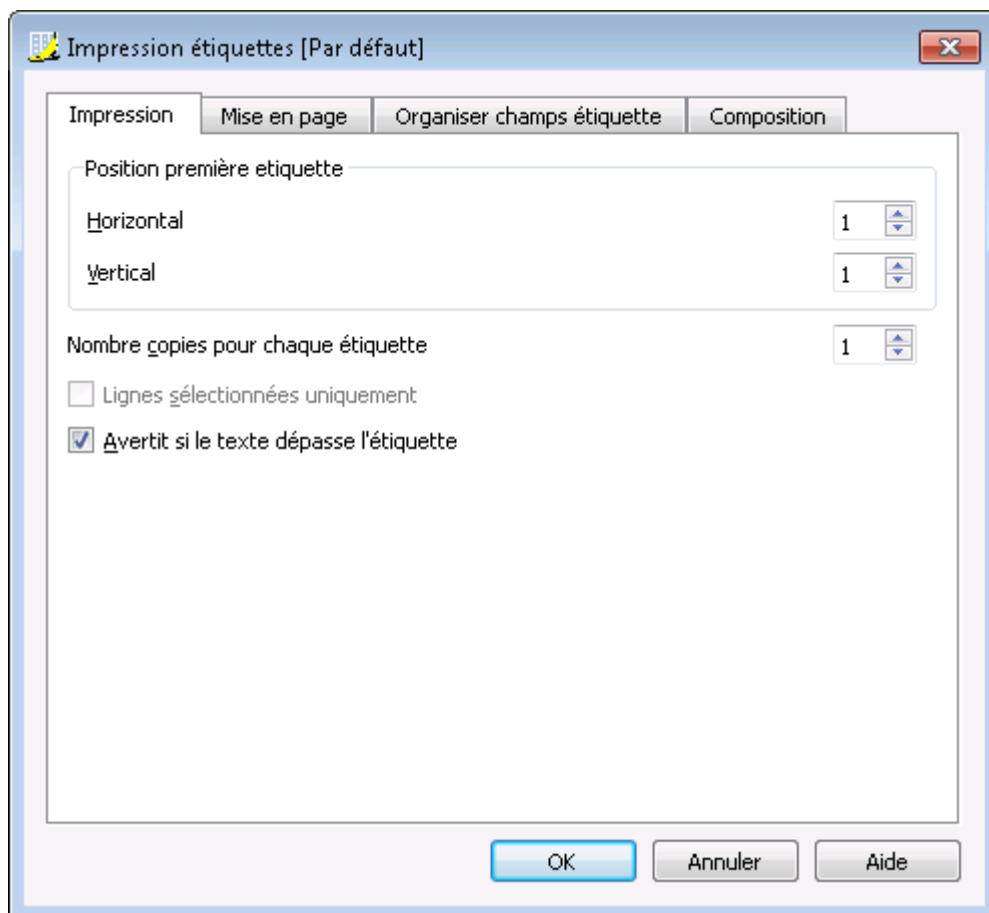 Impression étiquettes [Par défaut]
Impression Mise en page Organiser champs étiquette Composition
Position première etiquette
Horizontal 1
Vertical 1
Nombre copies pour chaque étiquette 1
Lignes sélectionnées uniquement
Avertit si le texte dépasse l'étiquette
OK Annuler Aide